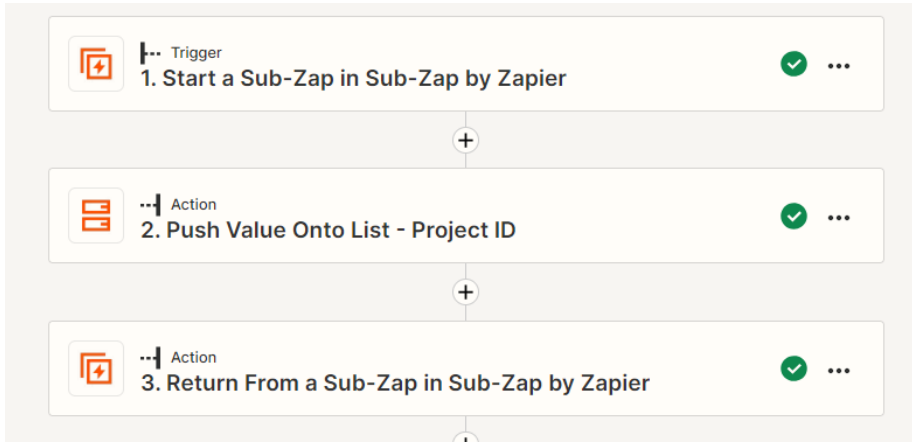 Trigger
1. Start a Sub-Zap in Sub-Zap by Zapier
Action
2. Push Value Onto List - Project ID
Action
3. Return From a Sub-Zap in Sub-Zap by Zapier